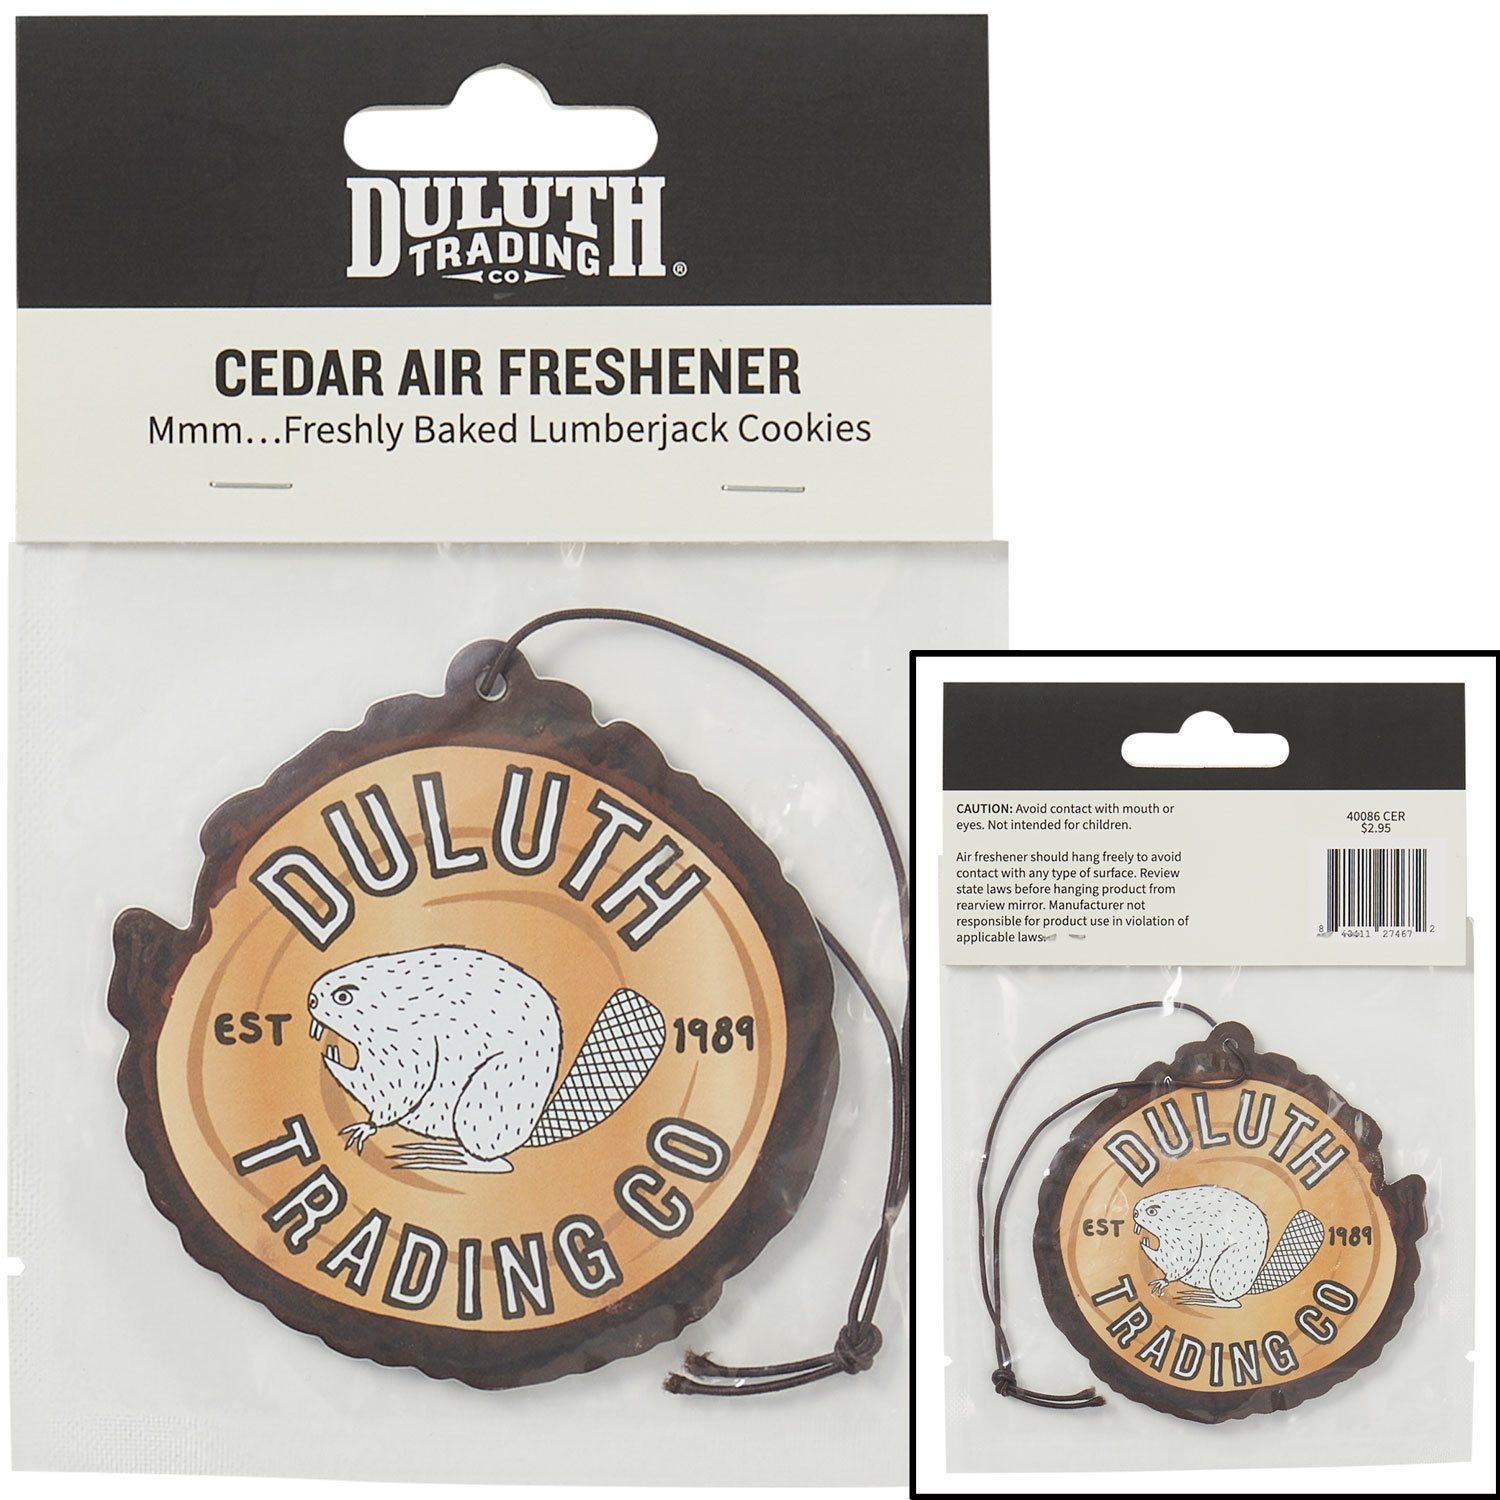 DULUTH
TRADING
CO
®
CEDAR AIR FRESHENER
Mmm...Freshly Baked Lumberjack Cookies
DULUTH
EST 1989
TRADING CO
CAUTION: Avoid contact with mouth or
eyes. Not intended for children.
Air freshener should hang freely to avoid
contact with any type of surface. Review
state laws before hanging product from
rearview mirror. Manufacturer not
responsible for product use in violation of
applicable laws.
40086 CER
$2.95
8 27467 2
DULUTH
EST 1989
TRADING CO